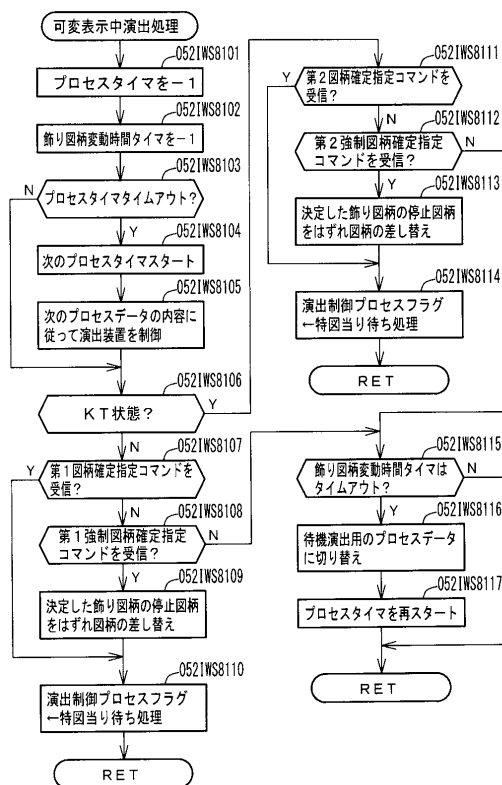 可変表示中演出処理
052IWS8101
プロセスタイマを－１
052IWS8102
飾り図柄変動時間タイマを－１
052IWS8103
プロセスタイマタイムアウト？
N
Y
052IWS8104
次のプロセスタイマスタート
052IWS8105
次のプロセスデータの内容に
従って演出装置を制御
052IWS8106
ＫＴ状態？
Y
N
052IWS8107
第１図柄確定指定コマンドを
受信？
Y
N
052IWS8108
第１強制図柄確定指定
コマンドを受信？
N
Y
052IWS8109
決定した飾り図柄の停止図柄
をはずれ図柄の差し替え
052IWS8110
演出制御プロセスフラグ
←特図当り待ち処理
ＲＥＴ
052IWS8111
第２図柄確定指定コマンドを
受信？
Y
N
052IWS8112
第２強制図柄確定指定
コマンドを受信？
N
Y
052IWS8113
決定した飾り図柄の停止図柄
をはずれ図柄の差し替え
052IWS8114
演出制御プロセスフラグ
←特図当り待ち処理
ＲＥＴ
052IWS8115
飾り図柄変動時間タイマは
タイムアウト？
N
Y
052IWS8116
待機演出用のプロセスデータ
に切り替え
052IWS8117
プロセスタイマを再スタート
ＲＥＴ